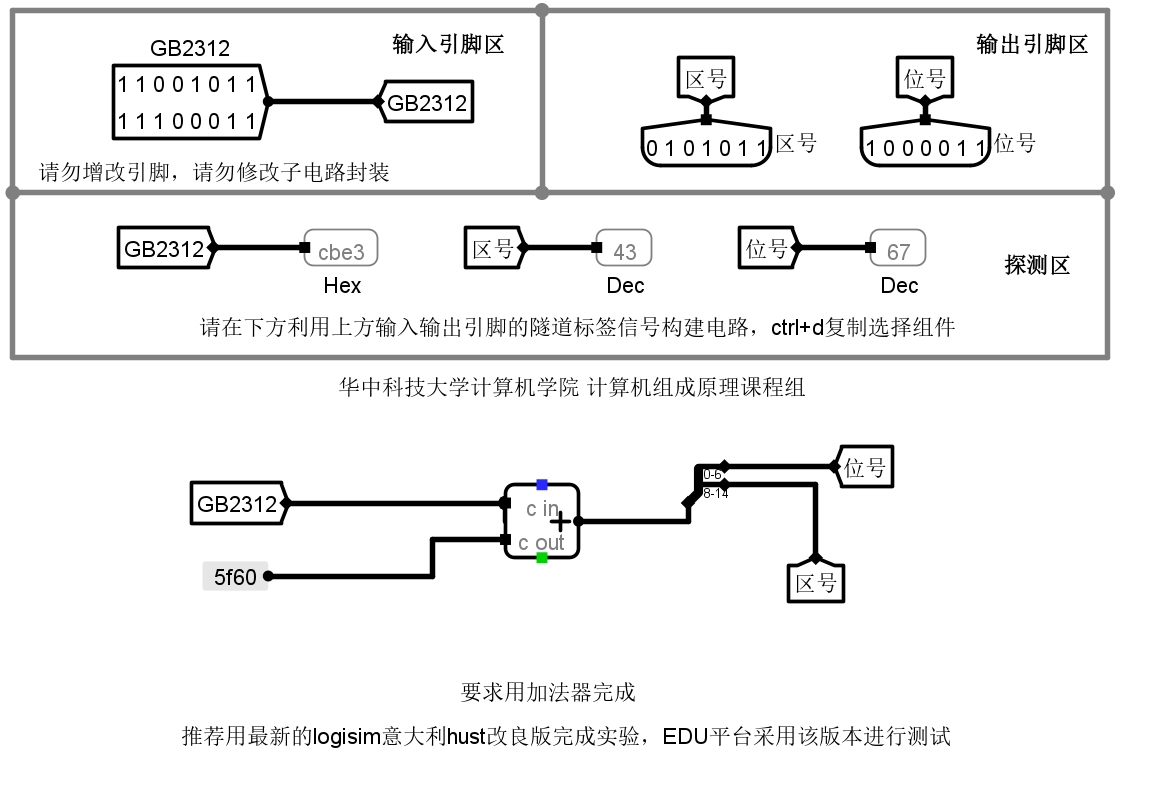 GB2312
输入引脚区
1 1 0 0 1 0 1 1
1 1 1 0 0 0 1 1
GB2312
请勿增改引脚，请勿修改子电路封装
输出引脚区
区号
位号
0 1 0 1 0 1 1
区号
1 0 0 0 0 1 1
位号
GB2312
cbe3
Hex
区号
43
Dec
位号
67
Dec
探测区
请在下方利用上方输入输出引脚的隧道标签信号构建电路，ctrl+d复制选择组件
华中科技大学计算机学院 计算机组成原理课程组
GB2312
5f60
c in
+
c out
0-6
8-14
位号
区号
要求用加法器完成
推荐用最新的logisim意大利hust改良版完成实验，EDU平台采用该版本进行测试